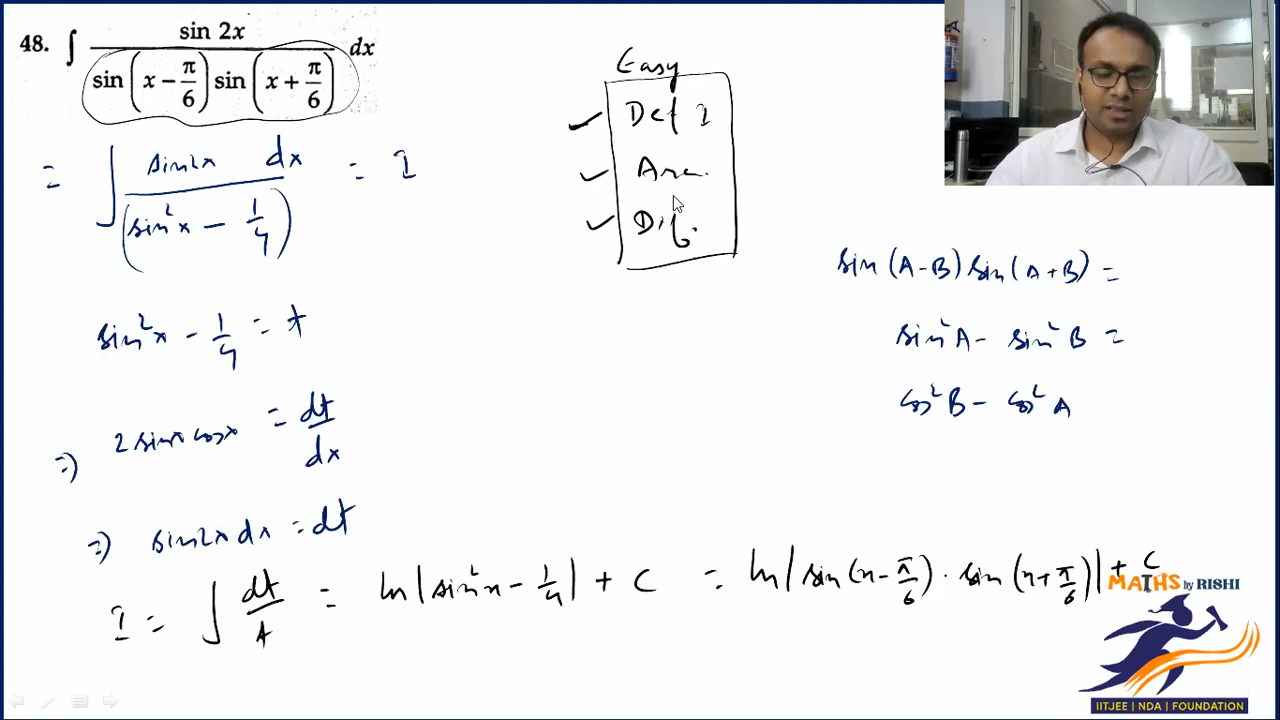 48. ∫ sin 2x / (sin(x − π/6) sin(x + π/6)) dx
= ∫ sin2x dx / (sin²x − 1/4) = I
sin²x − 1/4 = t
⇒ 2 sinx cosx = dt/dx
⇒ sin2x dx = dt
I = ∫ dt/t = ln|sin²x − 1/4| + C = ln|sin(x − π/6) · sin(x + π/6)| + C
Easy
Def I
Are.
Dif.
sin(A−B) sin(A+B) =
sin²A − sin²B =
cos²B − cos²A
MATHS by RISHI
IITJEE | NDA | FOUNDATION